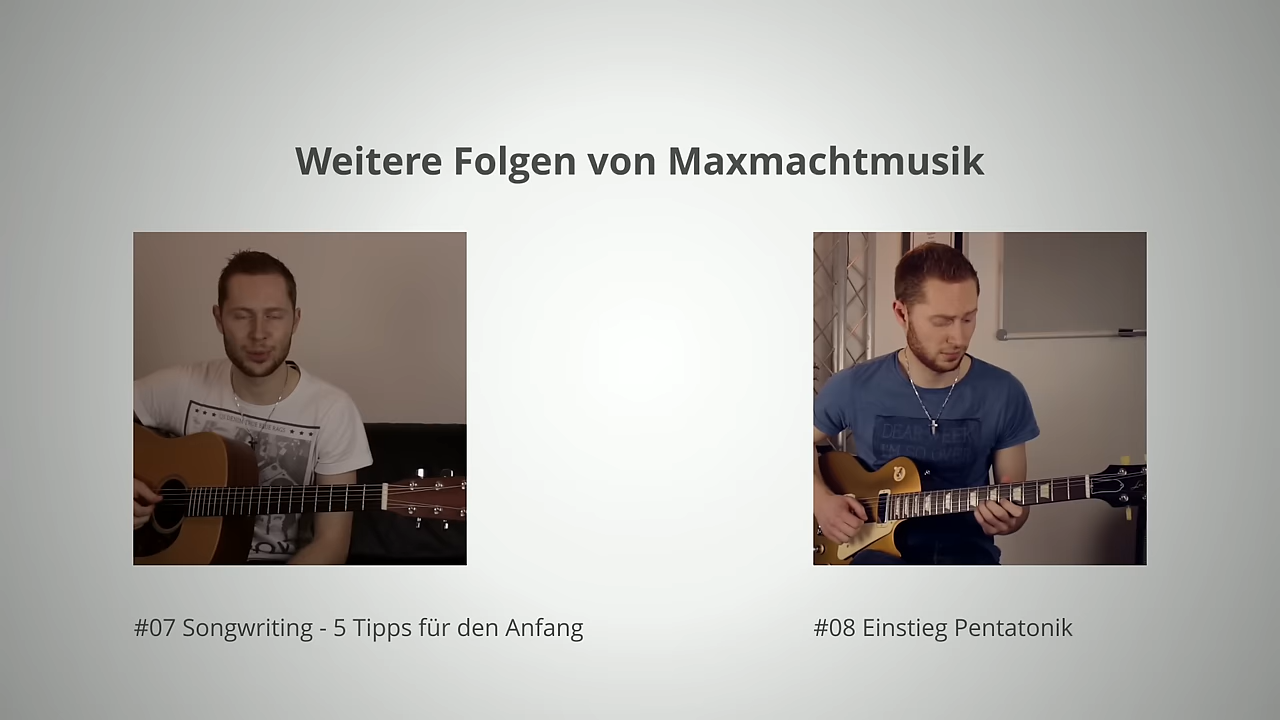 Weitere Folgen von Maxmachtmusik
#07 Songwriting - 5 Tipps für den Anfang
#08 Einstieg Pentatonik